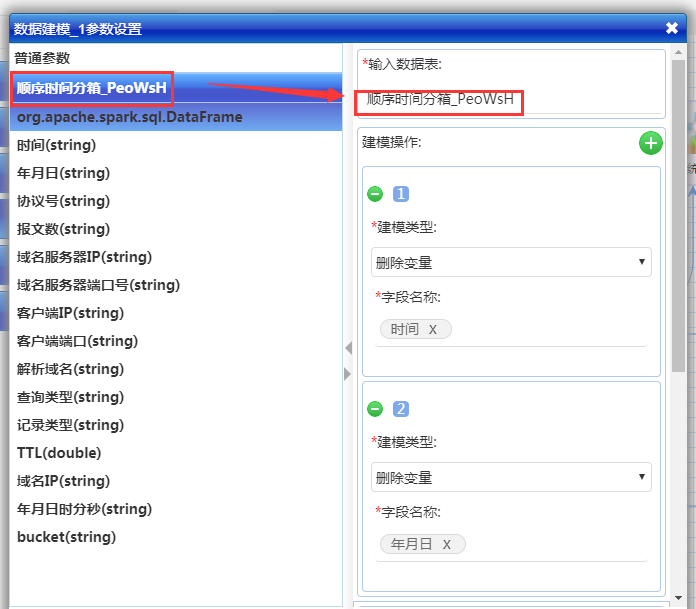 数据建模_1参数设置
普通参数
顺序时间分箱_PeoWsH
org.apache.spark.sql.DataFrame
时间(string)
年月日(string)
协议号(string)
报文数(string)
域名服务器IP(string)
域名服务器端口号(string)
客户端IP(string)
客户端端口(string)
解析域名(string)
查询类型(string)
记录类型(string)
TTL(double)
域名IP(string)
年月日时分秒(string)
bucket(string)
*输入数据表:
顺序时间分箱_PeoWsH
建模操作:
1
*建模类型:
删除变量
*字段名称:
时间 X
2
*建模类型:
删除变量
*字段名称:
年月日 X
统